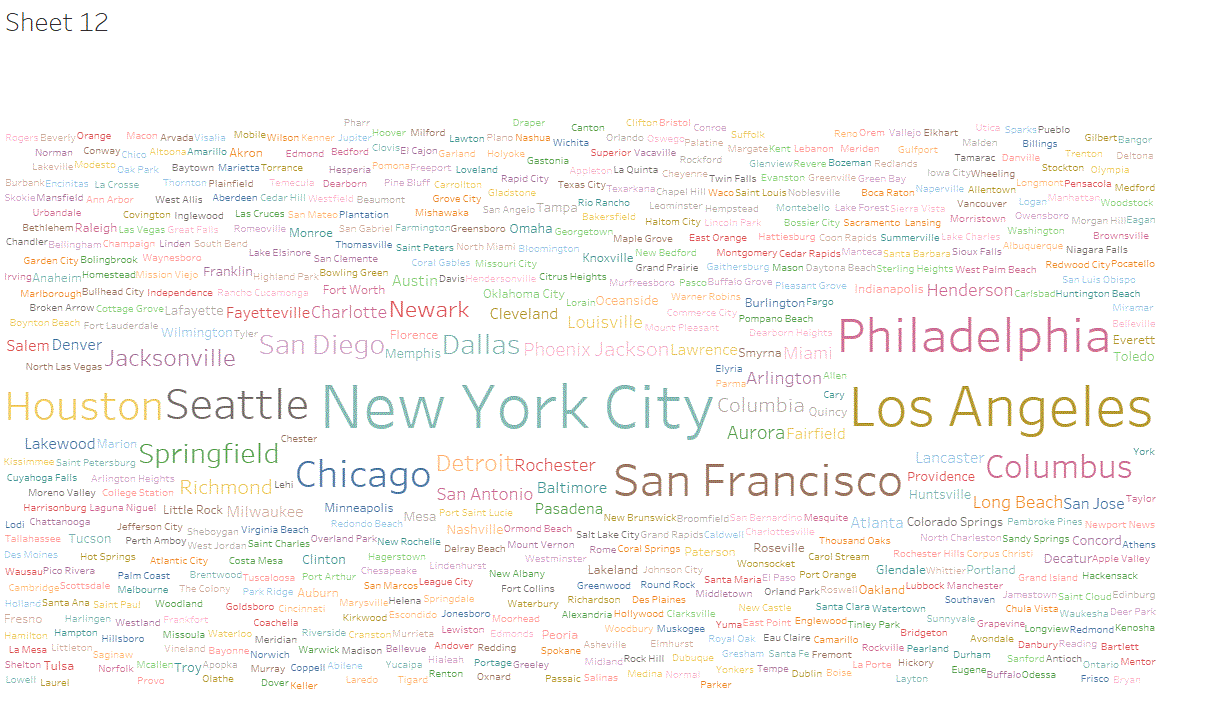 Sheet 12
Pharr Draper Clifton Bristol
Canton Conroe
Rogers Beverly Orange Macon Arvada Visalia Mobile Wilson Kenner Jupiter Hoover Milford Lawton Plano Nashua Wichita Orlando Oswego Palatine Suffolk Reno Orem Vallejo Elkhart Utica Sparks Pueblo Gilbert Bangor
Norman Conway Chico Altoona Amarillo Akron Edmond Bedford Clovis El Cajon Garland Holyoke Gastonia Superior Vacaville Rockford Margate Kent Lebanon Meriden Gulfport Malden Danville Billings Trenton Deltona
Lakeville Modesto Oak Park Baytown Marietta Torrance Hesperia Pomona Freeport Loveland Appleton La Quinta Cheyenne Glenview Revere Bozeman Redlands Tamarac Iowa City Wheeling Stockton Olympia
Burbank Encinitas La Crosse Thornton Plainfield Temecula Dearborn Pine Bluff Carrollton Rapid City Texas City Texarkana Chapel Hill Twin Falls Evanston Greenville Green Bay Naperville Allentown Longmont Pensacola Medford
Skokie Mansfield Ann Arbor West Allis Aberdeen Cedar Hill Westfield Beaumont Grove City Gladstone Rio Rancho Leominster Hempstead Waco Saint Louis Noblesville Boca Raton Vancouver Logan Manhattan Woodstock
Urbandale Covington Inglewood Las Cruces San Mateo Plantation Mishawaka San Angelo Tampa Bakersfield Haltom City Lincoln Park Montebello Lake Forest Sierra Vista Morristown Owensboro Morgan Hill Eagan
Bethlehem Raleigh Las Vegas Great Falls Romeoville Monroe San Gabriel Farmington Greensboro Omaha Georgetown Maple Grove East Orange Hattiesburg Coon Rapids Bossier City Sacramento Lansing Summerville Lake Charles Washington Brownsville
Chandler Bellingham Champaign Linden South Bend Lake Elsinore Thomasville Saint Peters North Miami Bloomington Knoxville New Bedford Montgomery Cedar Rapids Manteca Santa Barbara Sioux Falls Albuquerque Niagara Falls
Garden City Bolingbrook Waynesboro San Clemente Coral Gables Missouri City Grand Prairie Gaithersburg Mason Daytona Beach Sterling Heights West Palm Beach Redwood City Pocatello
Irving Anaheim Homestead Mission Viejo Franklin Highland Park Bowling Green Austin Davis Hendersonville Citrus Heights Murfreesboro Pasco Buffalo Grove Pleasant Grove Indianapolis Henderson Carlsbad San Luis Obispo Huntington Beach
Marlborough Bullhead City Independence Rancho Cucamonga Fort Worth Oklahoma City Lorain Oceanside Warner Robins Burlington Fargo
Broken Arrow Cottage Grove Lafayette Fayetteville Charlotte Newark Cleveland Commerce City Pompano Beach Miramar
Boynton Beach Fort Lauderdale Wilmington Tyler Florence Louisville Mount Pleasant Dearborn Heights Philadelphia Belleville
Salem Denver Jacksonville San Diego Memphis Dallas Phoenix Jackson Lawrence Smyrna Miami Everett Toledo
North Las Vegas Elyria Parma Arlington Allen
Houston Seattle New York City Columbia Cary Quincy Los Angeles
Lakewood Marion Springfield Chester Aurora Fairfield
Kissimmee Saint Petersburg Chicago Detroit Rochester San Francisco Lancaster Columbus York
Cuyahoga Falls Arlington Heights Richmond Lehi San Antonio Baltimore Providence
Moreno Valley College Station Huntsville Long Beach San Jose Taylor
Harrisburg Laguna Niguel Little Rock Milwaukee Minneapolis Mesa Port Saint Lucie Pasadena New Brunswick Broomfield San Bernardino Mesquite Atlanta Colorado Springs Pembroke Pines Newport News
Lodi Chattanooga Jefferson City Sheboygan Virginia Beach Redondo Beach Nashville Ormond Beach Salt Lake City Grand Rapids Caldwell Charlottesville
Tallahassee Tucson Perth Amboy West Jordan Saint Charles Overland Park New Rochelle Delray Beach Mount Vernon Rome Coral Springs Paterson Roseville Thousand Oaks North Charleston Sandy Springs Concord Athens
Des Moines Hot Springs Atlantic City Costa Mesa Clinton Hagerstown Westminster Woonsocket Carol Stream Rochester Hills Corpus Christi Decatur Apple Valley
Wausau Pico Rivera Palm Coast Brentwood Tuscaloosa Port Arthur Chesapeake Lindenhurst New Albany Lakeland Johnson City El Paso Port Orange Glendale Whittier Portland Grand Island Hackensack
Cambridge Scottsdale Melbourne The Colony Park Ridge Auburn San Marcos League City Fort Collins Greenwood Round Rock Santa Maria Middletown Orland Park Roswell Oakland Lubbock Manchester Jamestown Saint Cloud Edinburg
Holland Santa Ana Saint Paul Woodland Goldsboro Cincinnati Marysville Helena Springdale Waterbury Richardson Des Plaines New Castle Santa Clara Watertown Southaven Chula Vista Waukesha Deer Park
Fresno Harlingen Westland Frankfort Coachella Kirkwood Escondido Jonesboro Moorhead Alexandria Hollywood Clarksville Yuma East Point Englewood Tinley Park Sunnyvale Grapevine Longview Redmond Kenosha
Hamilton Hampton Hillsboro Missoula Waterloo Meridian Riverside Cranston Murrieta Lewiston Edmonds Peoria Woodbury Muskogee Royal Oak Eau Claire Camarillo Bridgeton Avondale Danbury Reading Bartlett
La Mesa Littleton Saginaw Vineland Bayonne Norwich Warwick Madison Bellevue Andover Redding Spokane Asheville Elmhurst Gresham Santa Fe Fremont Rockville Pearland Durham Sanford Antioch Ontario Mentor
Shelton Tulsa Norfolk Mcallen Troy Apopka Murray Coppell Abilene Yucaipa Hialeah Portage Greeley Midland Rock Hill Dubuque Yonkers Tempe Dublin Boise La Porte Hickory Eugene Buffalo Odessa
Lowell Laurel Provo Olathe Dover Keller Laredo Tigard Renton Oxnard Passaic Salinas Medina Normal Parker Layton Frisco Bryan